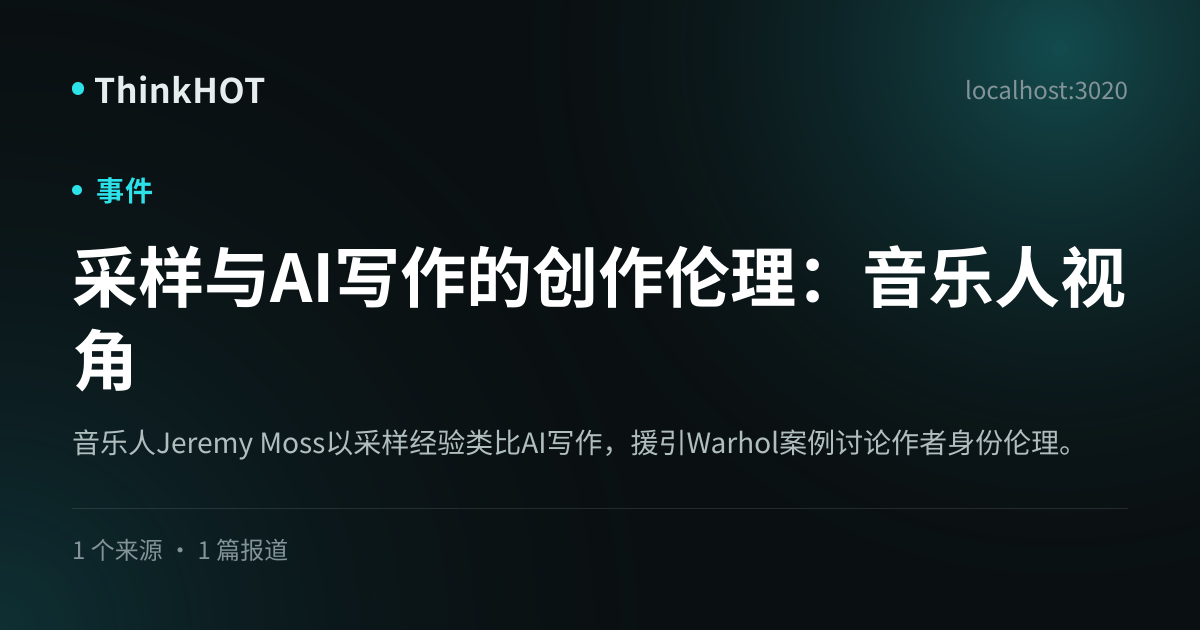 ThinkHOT
localhost:3020
事件
采样与AI写作的创作伦理：音乐人视
角
音乐人Jeremy Moss以采样经验类比AI写作，援引Warhol案例讨论作者身份伦理。
1 个来源 · 1 篇报道